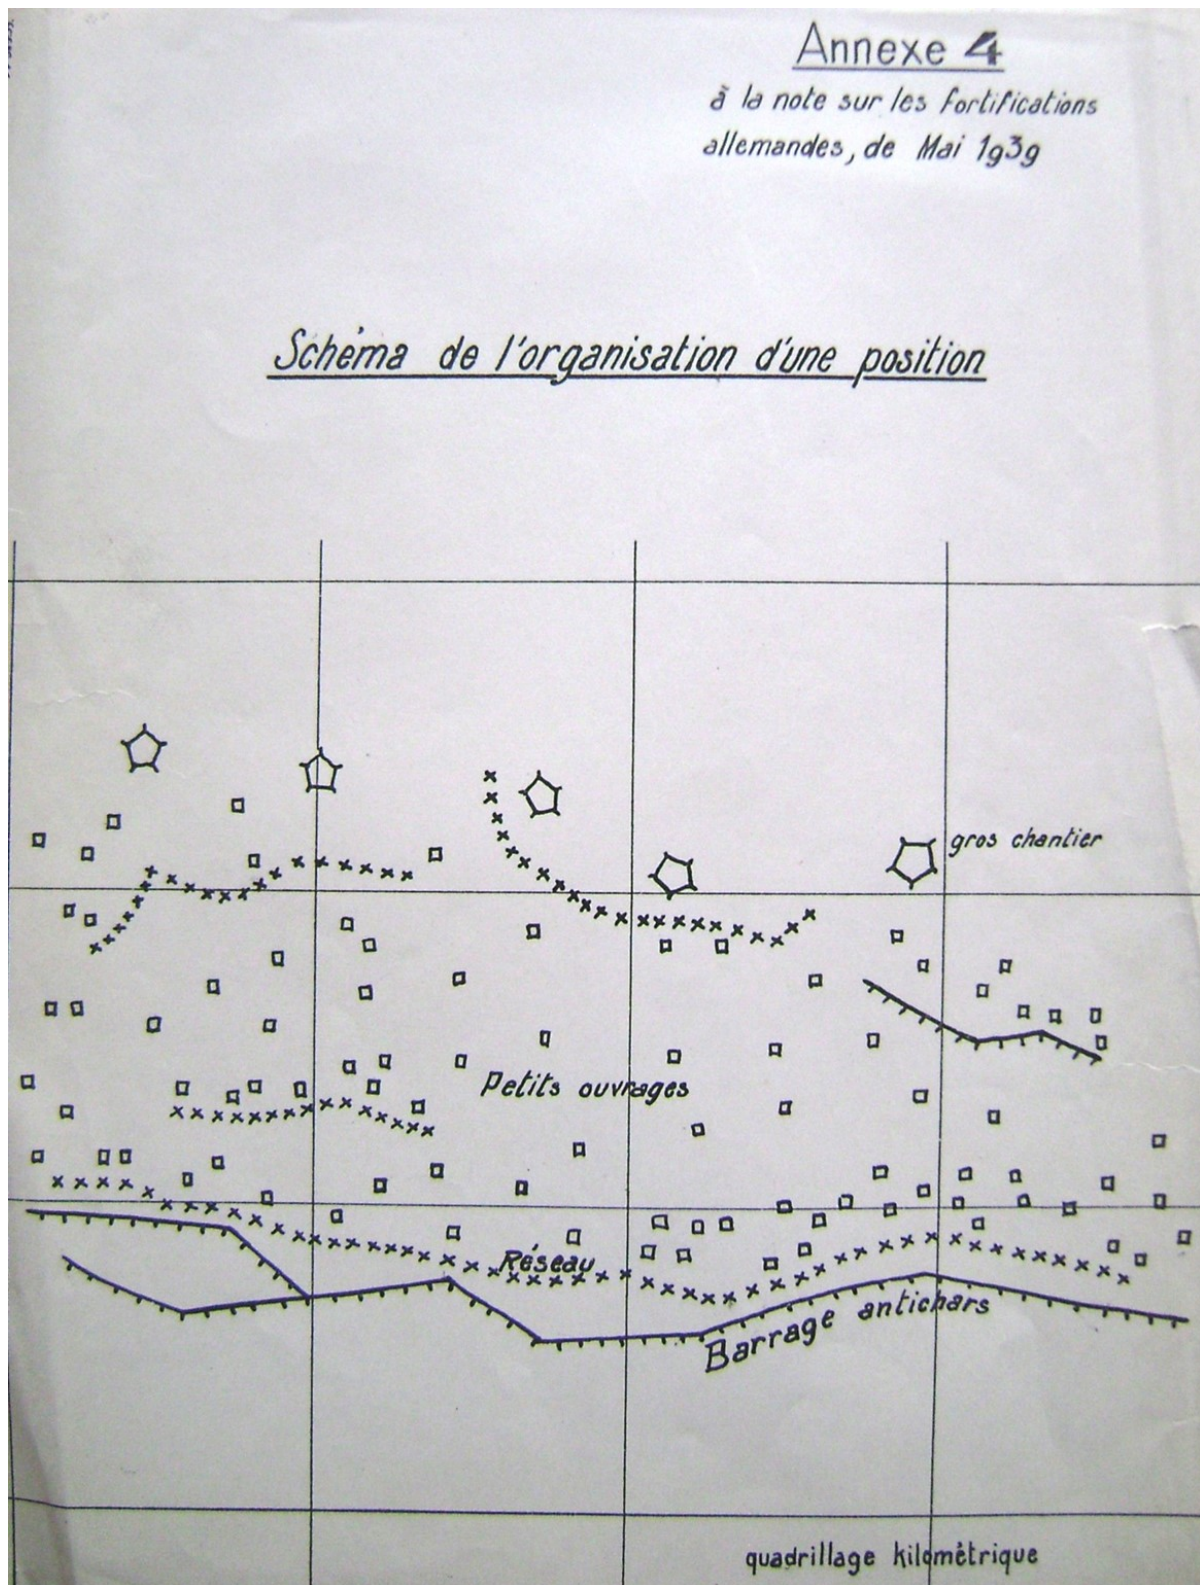 Annexe 4
à la note sur les fortifications
allemandes, de Mai 1939
Schéma de l'organisation d'une position
gros chantier
Petits ouvrages
Réseau
Barrage antichars
quadrillage kilométrique